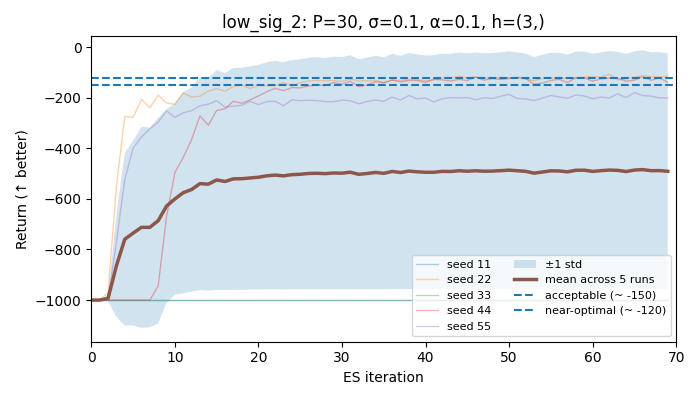 low_sig_2: P=30, σ=0.1, α=0.1, h=(3,)
Return (↑ better)
0
−200
−400
−600
−800
−1000
0 10 20 30 40 50 60 70
ES iteration
seed 11
seed 22
seed 33
seed 44
seed 55
±1 std
mean across 5 runs
acceptable (~ -150)
near-optimal (~ -120)